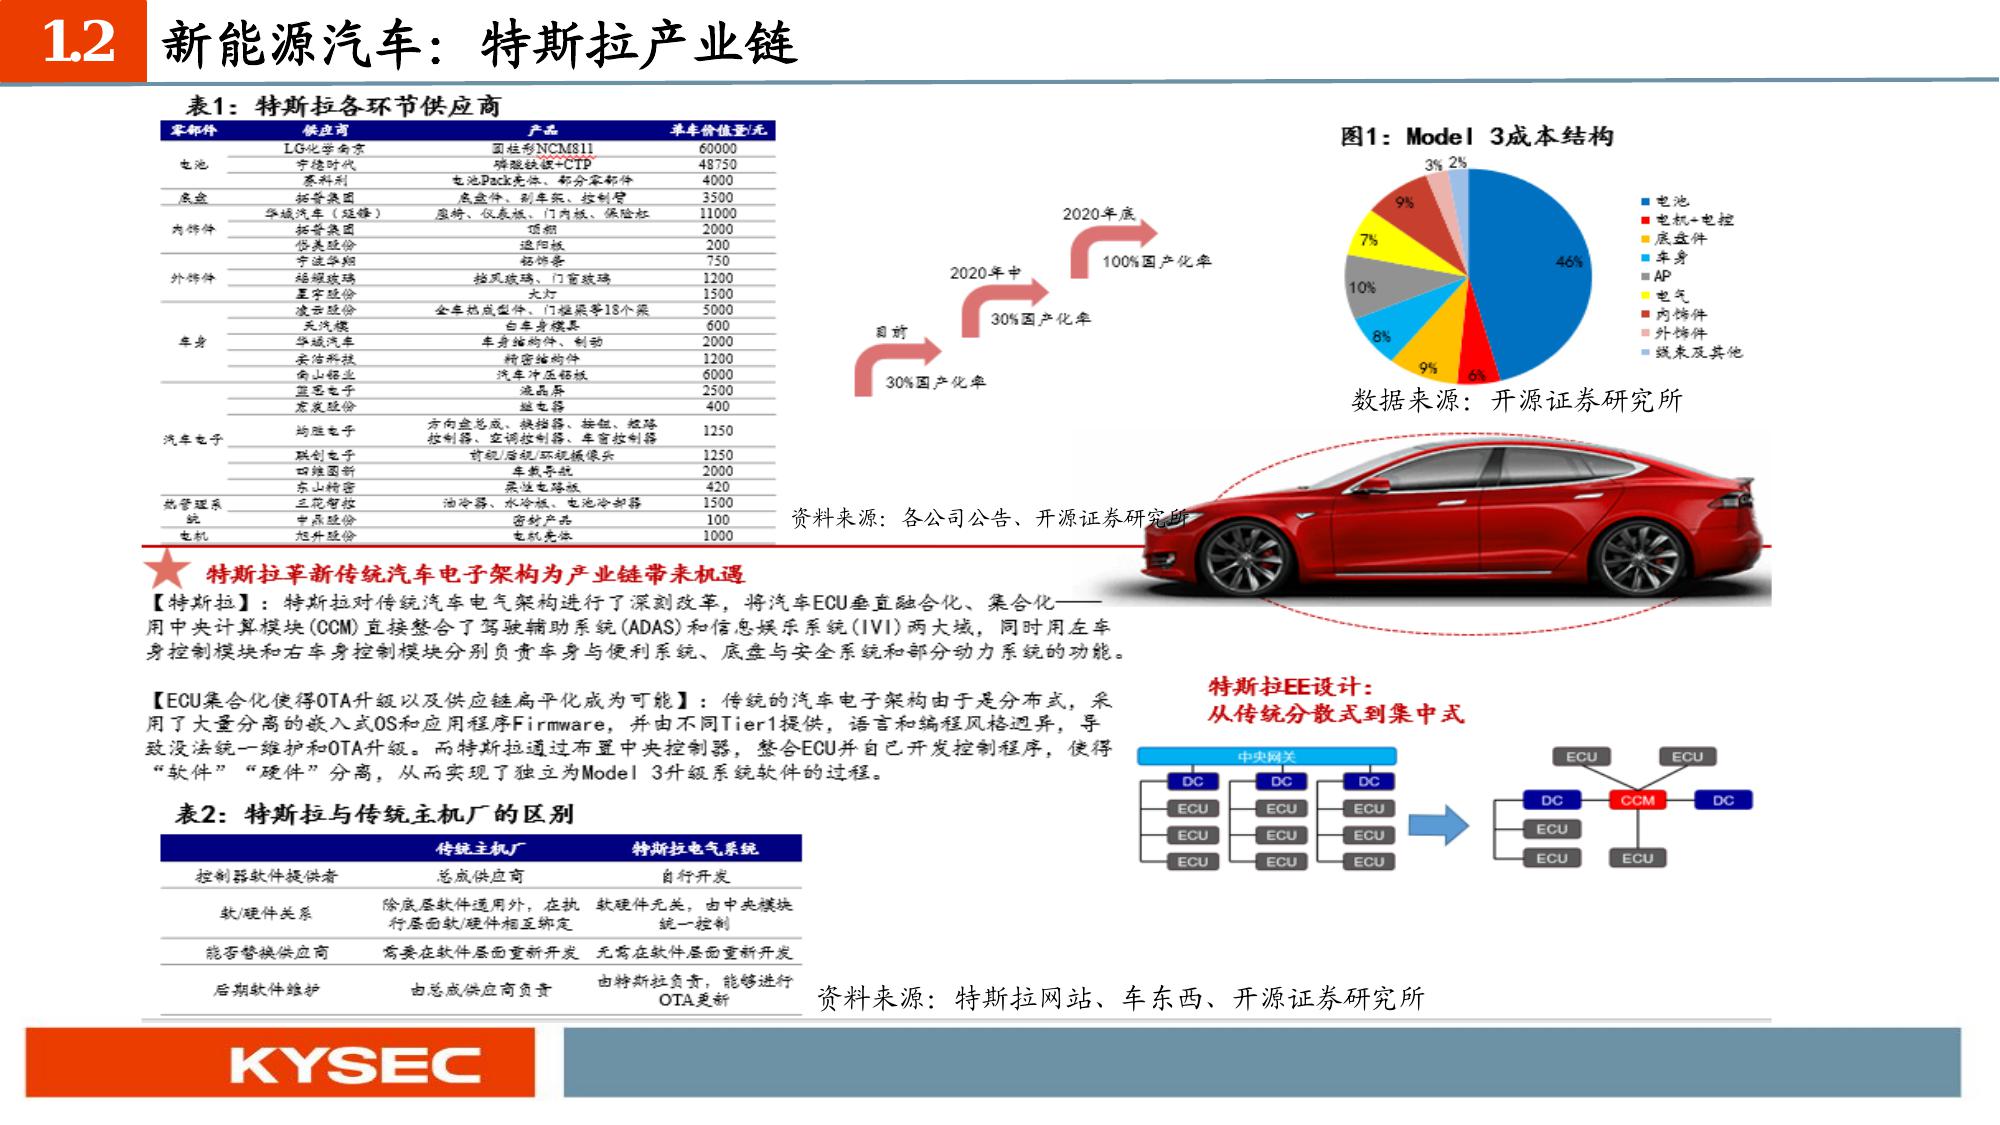 1.2 新能源汽车：特斯拉产业链
表1：特斯拉各环节供应商
零部件 供应商 产品 单车价值量/元
电池 LG化学南京 圆柱形NCM811 60000
宁德时代 磷酸铁锂+CTP 48750
赛科利 电池Pack壳体、部分零部件 4000
底盘 拓普集团 底盘件、副车架、控制臂 3500
内饰件 华域汽车（延锋） 座椅、仪表板、门内板、保险杠 11000
拓普集团 顶棚 2000
岱美股份 遮阳板 200
外饰件 宁波华翔 铝饰条 750
福耀玻璃 挡风玻璃、门窗玻璃 1200
星宇股份 大灯 1500
车身 凌云股份 全车热成型件、门槛梁等18个梁 5000
天汽模 白车身模具 600
华域汽车 车身结构件、制动 2000
安洁科技 精密结构件 1200
南山铝业 汽车冲压铝板 6000
汽车电子 蓝思电子 液晶屏 2500
宏发股份 继电器 400
均胜电子 方向盘总成、换挡器、按钮、短路
控制器、空调控制器、车窗控制器 1250
联创电子 前视/后视/环视摄像头 1250
四维图新 车载导航 2000
东山精密 柔性电路板 420
热管理系统 三花智控 油冷器、水冷板、电池冷却器 1500
中鼎股份 密封产品 100
电机 旭升股份 电机壳体 1000
目前
30%国产化率
2020年中
30%国产化率
2020年底
100%国产化率
资料来源：各公司公告、开源证券研究所
图1：Model 3成本结构
46%
6%
9%
8%
10%
7%
9%
3%
2%
电池
电机+电控
底盘件
车身
AP
电气
内饰件
外饰件
线束及其他
数据来源：开源证券研究所
特斯拉革新传统汽车电子架构为产业链带来机遇
【特斯拉】：特斯拉对传统汽车电气架构进行了深刻改革，将汽车ECU垂直融合化、集合化——
用中央计算模块(CCM)直接整合了驾驶辅助系统(ADAS)和信息娱乐系统(IVI)两大域，同时用左车
身控制模块和右车身控制模块分别负责车身与便利系统、底盘与安全系统和部分动力系统的功能。
【ECU集合化使得OTA升级以及供应链扁平化成为可能】：传统的汽车电子架构由于是分布式，采
用了大量分离的嵌入式OS和应用程序Firmware，并由不同Tier1提供，语言和编程风格迥异，导
致没法统一维护和OTA升级。而特斯拉通过布置中央控制器，整合ECU并自己开发控制程序，使得
“软件”“硬件”分离，从而实现了独立为Model 3升级系统软件的过程。
特斯拉EE设计：
从传统分散式到集中式
中央网关
DC DC DC
ECU ECU ECU
ECU ECU ECU
ECU ECU ECU
ECU ECU
DC CCM DC
ECU
ECU ECU
表2：特斯拉与传统主机厂的区别
传统主机厂 特斯拉电气系统
控制器软件提供者 总成供应商 自行开发
软/硬件关系 除底层软件通用外，在执
行层面软/硬件相互绑定 软硬件无关，由中央模块
统一控制
能否替换供应商 需要在软件层面重新开发 无需在软件层面重新开发
后期软件维护 由总成供应商负责 由特斯拉负责，能够进行
OTA更新
资料来源：特斯拉网站、车东西、开源证券研究所
KYSEC